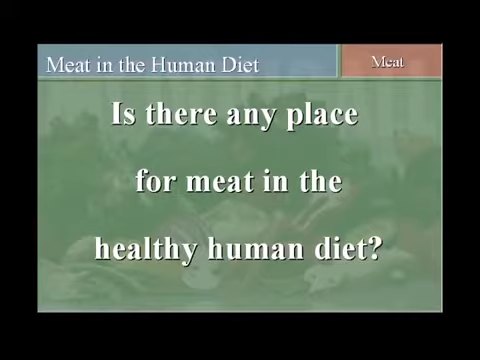 Meat in the Human Diet
Meat
Is there any place
for meat in the
healthy human diet?